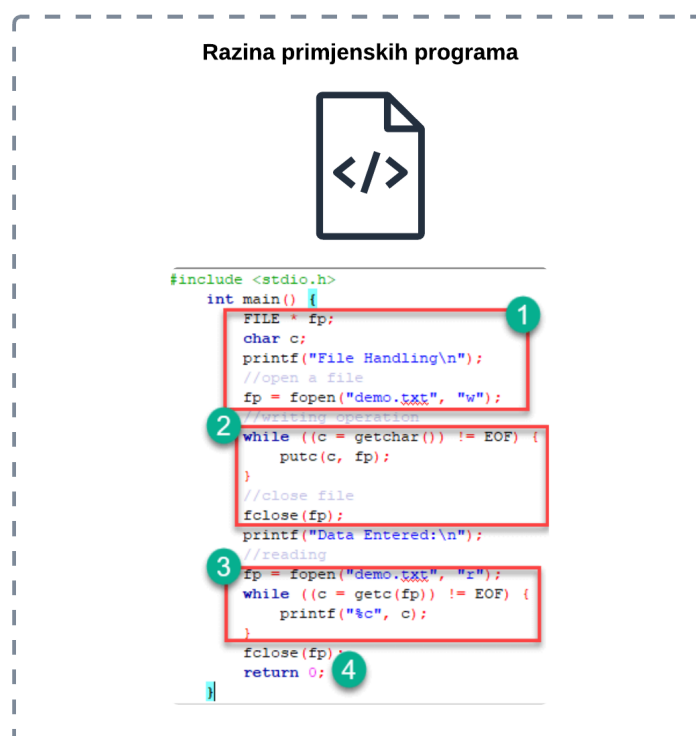 Razina primjenskih programa
</>
#include <stdio.h>
int main() {
FILE * fp;
1
char c;
printf("File Handling\n");
//open a file
fp = fopen("demo.txt", "w");
//writing operation
2
while ((c = getchar()) != EOF) {
putc(c, fp);
}
//close file
fclose(fp);
printf("Data Entered:\n");
//reading
3
fp = fopen("demo.txt", "r");
while ((c = getc(fp)) != EOF) {
printf("%c", c);
}
fclose(fp);
return 0;
4
}